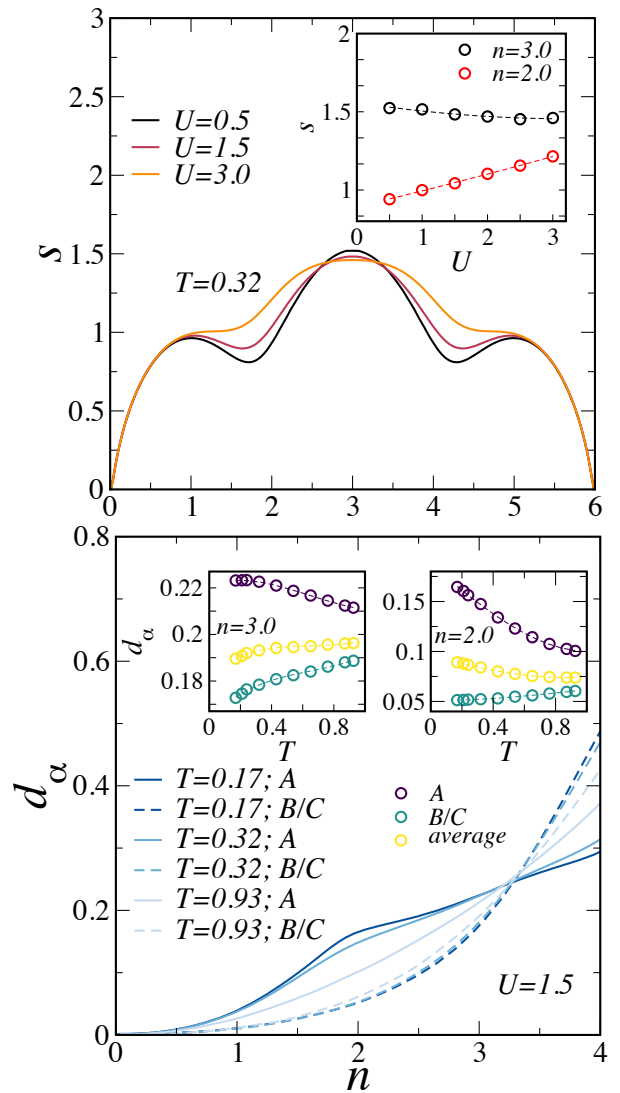 3
2.5
2
1.5
1
0.5
0
s
0 1 2 3 4 5 6
U=0.5
U=1.5
U=3.0
T=0.32
2
1.5
1
s
0 1 2 3
U
n=3.0
n=2.0
0.8
0.6
0.4
0.2
0
dα
0 1 2 3 4
n
0.22
0.2
0.18
dα
n=3.0
0 0.4 0.8
T
0.15
0.1
0.05
n=2.0
0 0.4 0.8
T
T=0.17; A
T=0.17; B/C
T=0.32; A
T=0.32; B/C
T=0.93; A
T=0.93; B/C
A
B/C
average
U=1.5